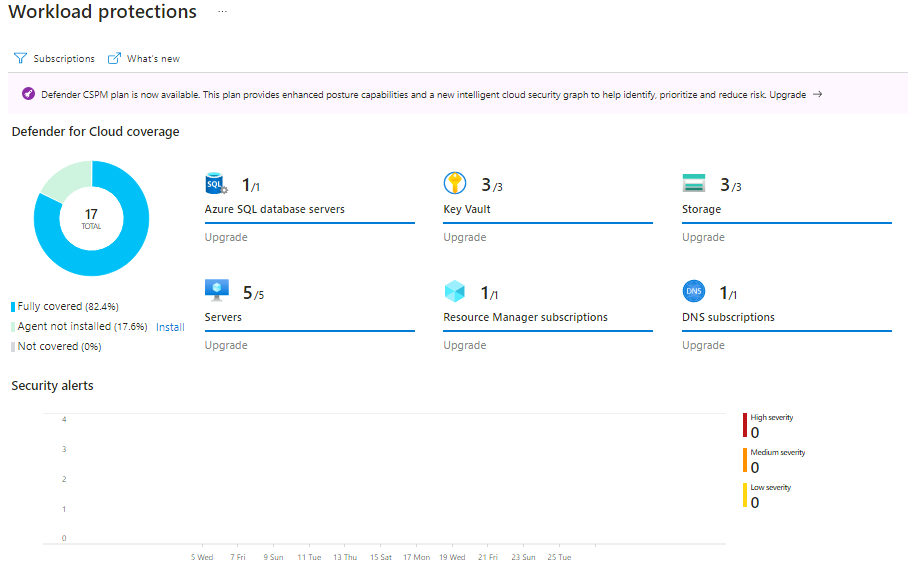 Workload protections ...
Subscriptions What's new
Defender CSPM plan is now available. This plan provides enhanced posture capabilities and a new intelligent cloud security graph to help identify, prioritize and reduce risk. Upgrade →
Defender for Cloud coverage
17
TOTAL
Fully covered (82.4%)
Agent not installed (17.6%) Install
Not covered (0%)
SQL 1/1
Azure SQL database servers
Upgrade
3/3
Key Vault
Upgrade
3/3
Storage
Upgrade
5/5
Servers
Upgrade
1/1
Resource Manager subscriptions
Upgrade
DNS 1/1
DNS subscriptions
Upgrade
Security alerts
4
3
2
1
0
5 Wed 7 Fri 9 Sun 11 Tue 13 Thu 15 Sat 17 Mon 19 Wed 21 Fri 23 Sun 25 Tue
High severity
0
Medium severity
0
Low severity
0